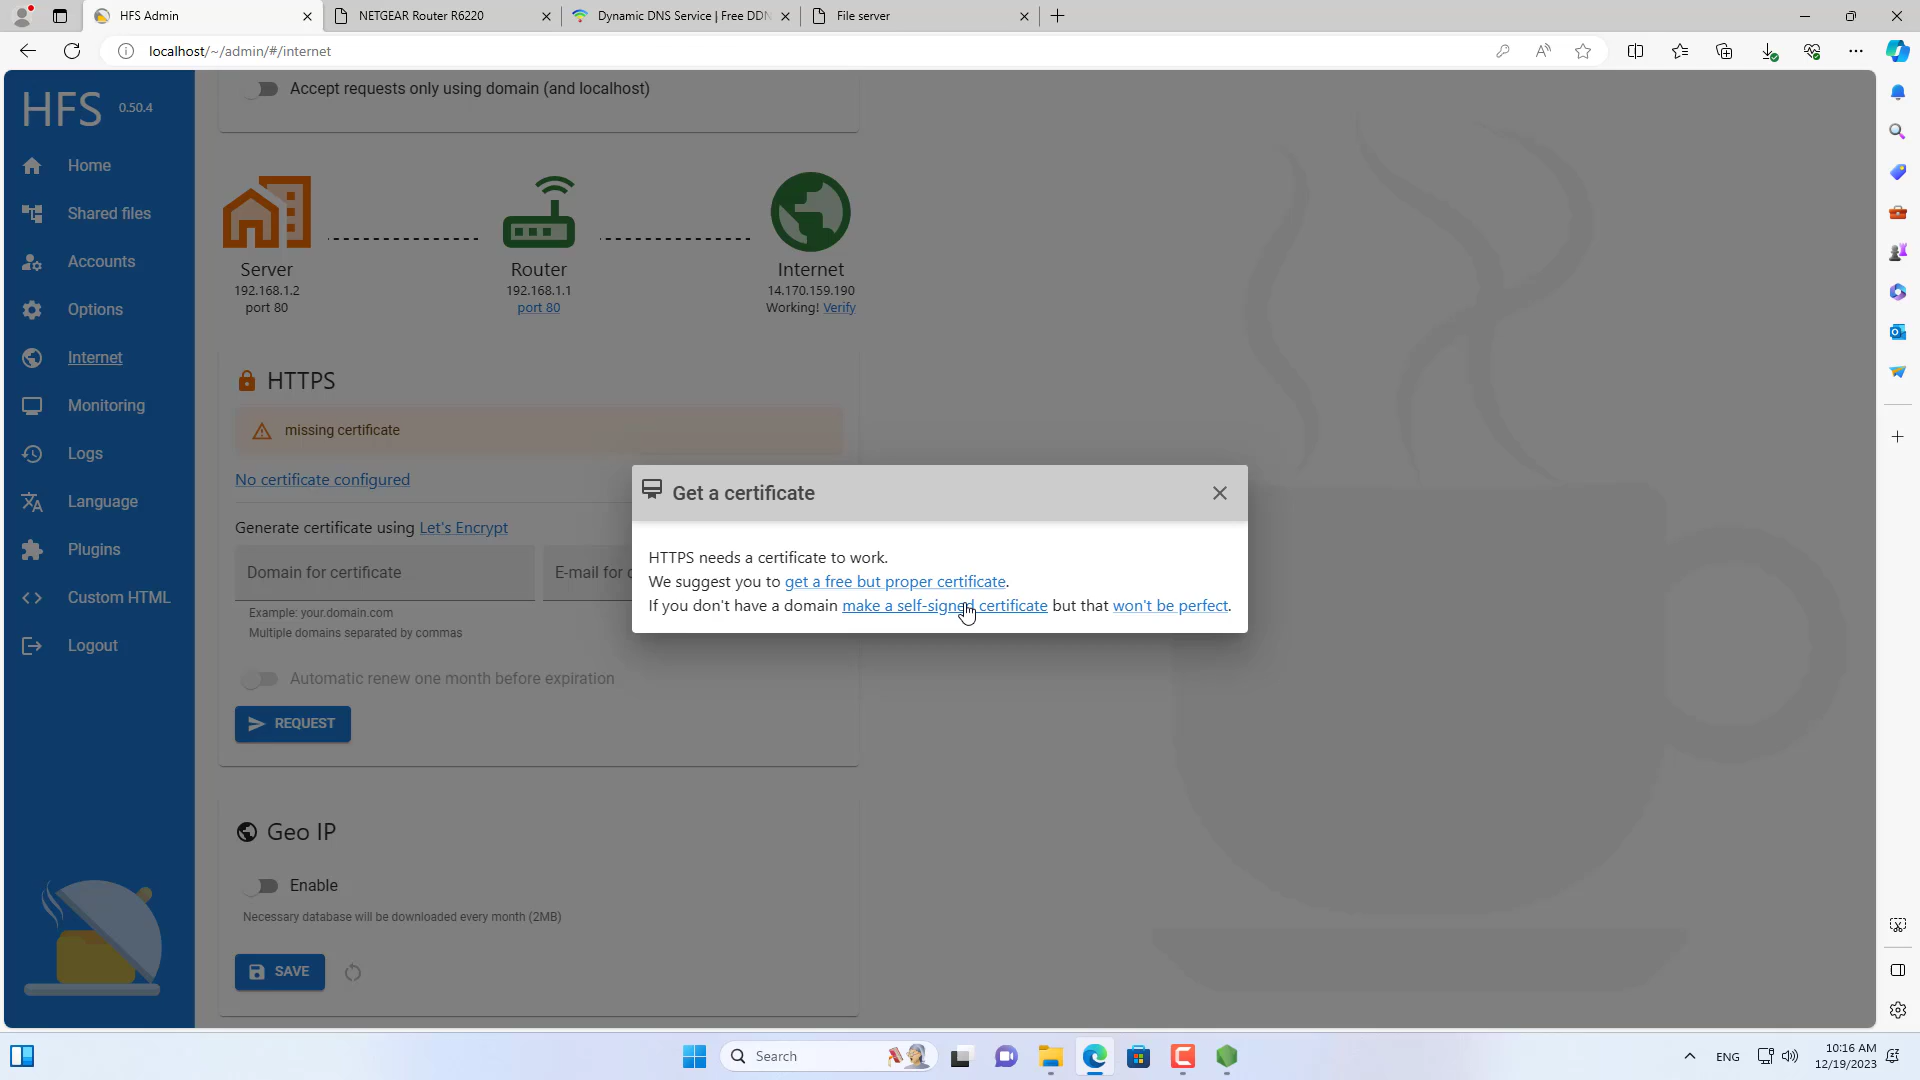 HFS Admin
NETGEAR Router R6220
Dynamic DNS Service | Free DDN
File server
localhost/~/admin/#/internet
HFS 0.50.4
Home
Shared files
Accounts
Options
Internet
Monitoring
Logs
Language
Plugins
Custom HTML
Logout
Accept requests only using domain (and localhost)
Server
192.168.1.2
port 80
Router
192.168.1.1
port 80
Internet
14.170.159.190
Working! Verify
HTTPS
missing certificate
No certificate configured
Generate certificate using Let's Encrypt
Domain for certificate
E-mail for c
Example: your.domain.com
Multiple domains separated by commas
Automatic renew one month before expiration
REQUEST
Get a certificate
HTTPS needs a certificate to work.
We suggest you to get a free but proper certificate.
If you don't have a domain make a self-signed certificate but that won't be perfect.
Geo IP
Enable
Necessary database will be downloaded every month (2MB)
SAVE
Search
ENG
10:16 AM
12/19/2023